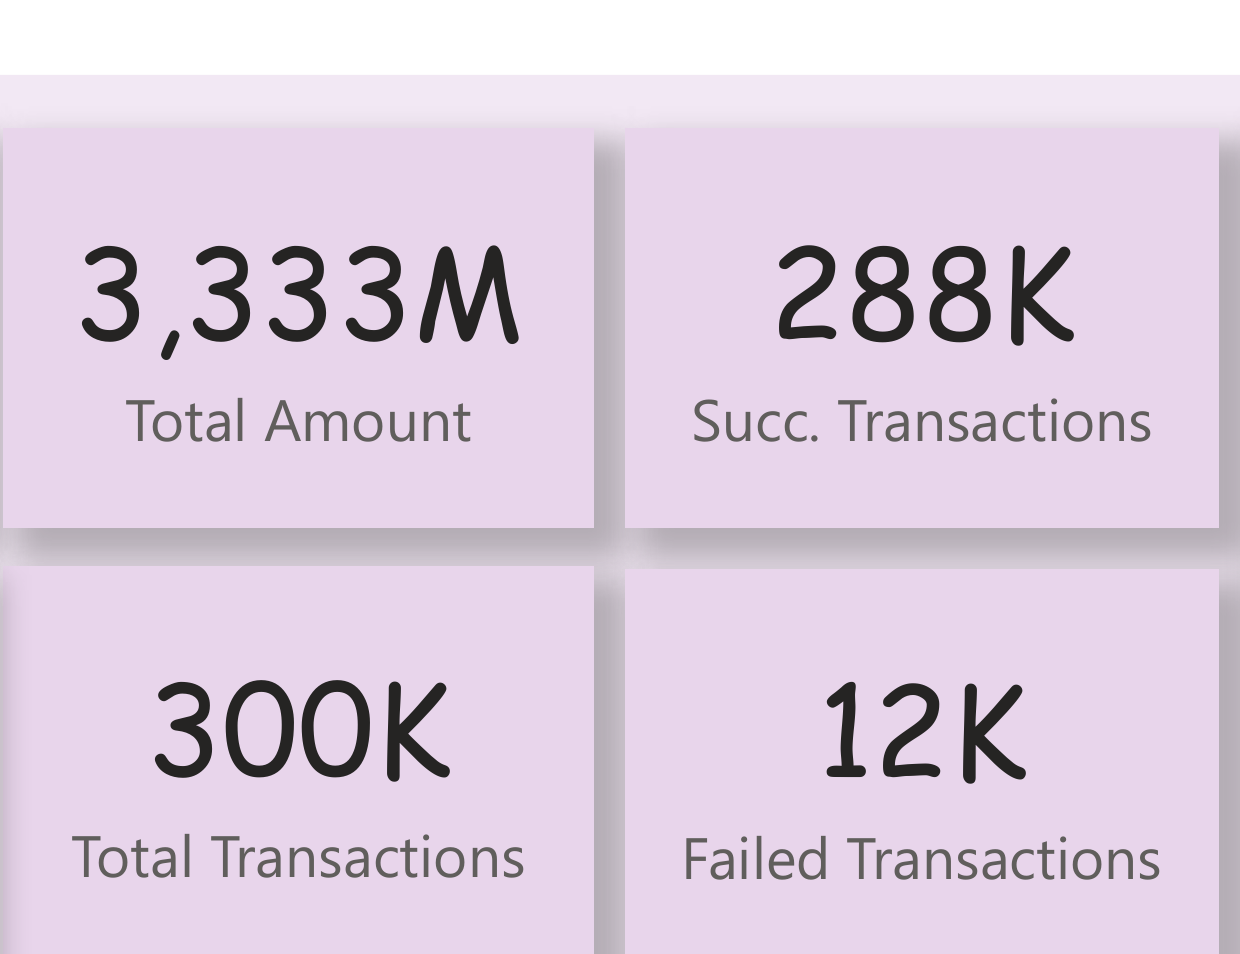 3,333M
Total Amount
288K
Succ. Transactions
300K
Total Transactions
12K
Failed Transactions